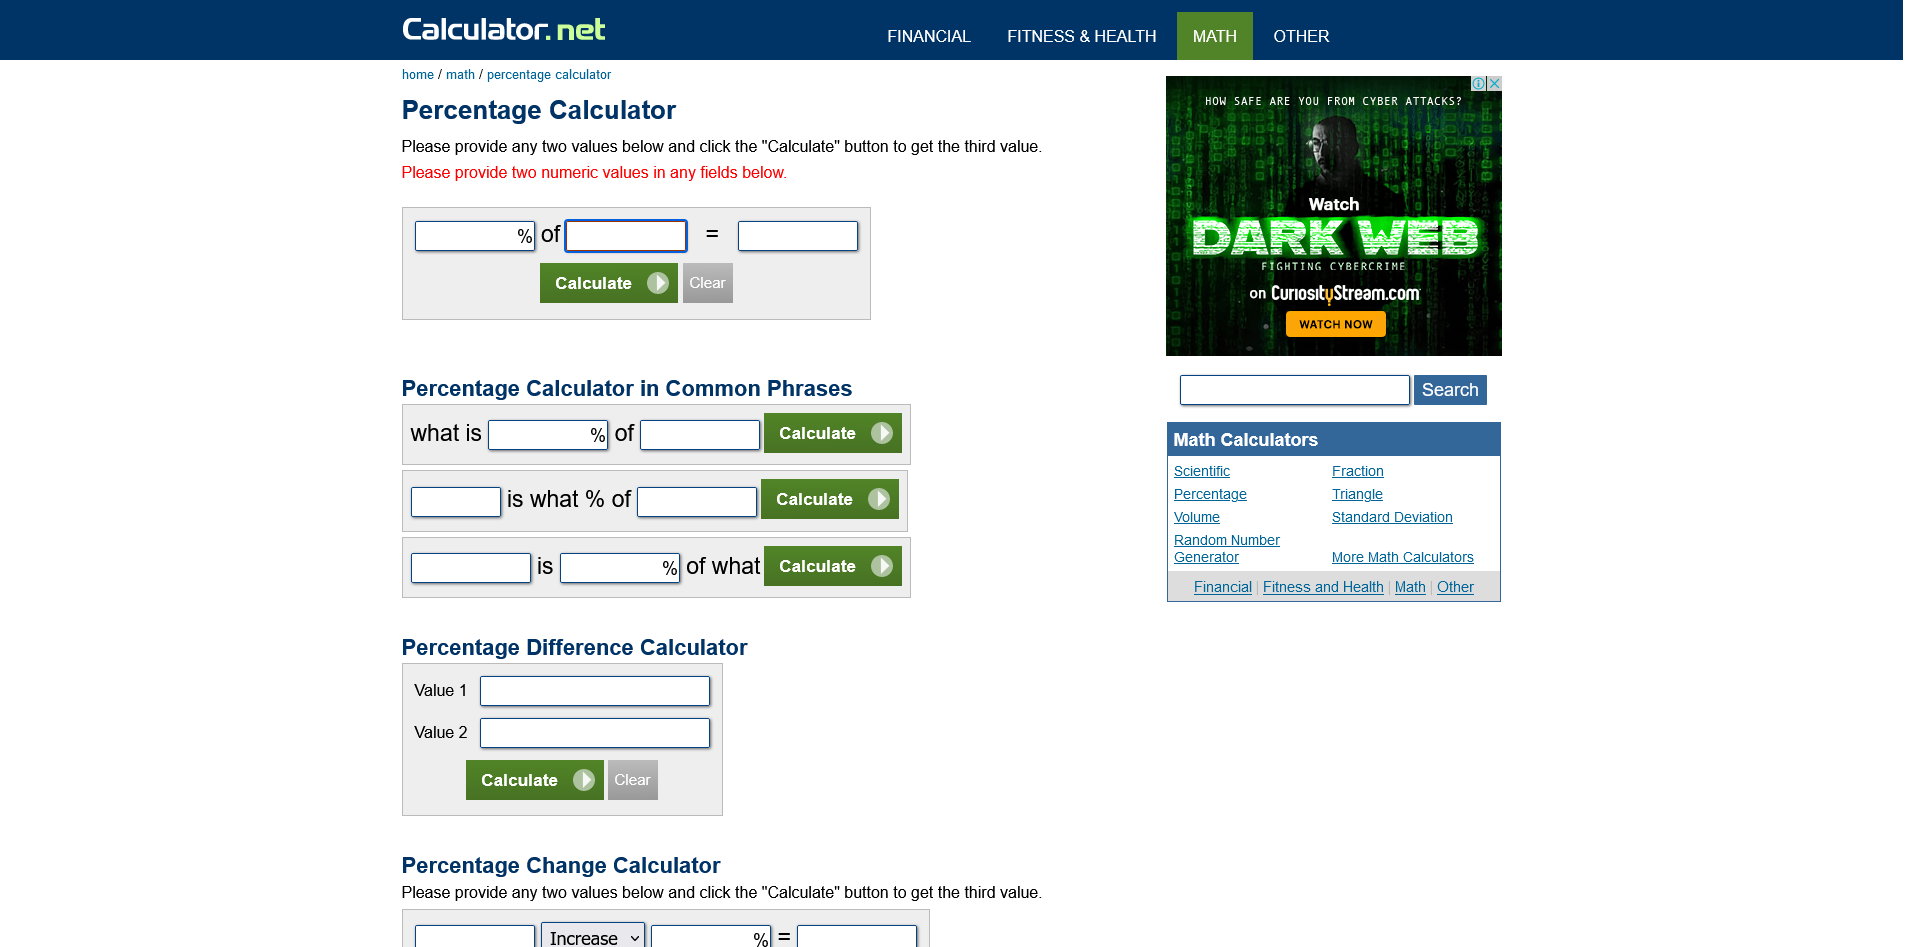 Calculator.net
FINANCIAL FITNESS & HEALTH MATH OTHER
home / math / percentage calculator
Percentage Calculator
Please provide any two values below and click the "Calculate" button to get the third value.
Please provide two numeric values in any fields below.
% of =
Calculate Clear
Percentage Calculator in Common Phrases
what is % of Calculate
is what % of Calculate
is % of what Calculate
Percentage Difference Calculator
Value 1
Value 2
Calculate Clear
Percentage Change Calculator
Please provide any two values below and click the "Calculate" button to get the third value.
Increase % =
HOW SAFE ARE YOU FROM CYBER ATTACKS?
Watch
DARK WEB
FIGHTING CYBERCRIME
on CuriosityStream.com
WATCH NOW
Search
Math Calculators
Scientific Fraction
Percentage Triangle
Volume Standard Deviation
Random Number
Generator More Math Calculators
Financial | Fitness and Health | Math | Other